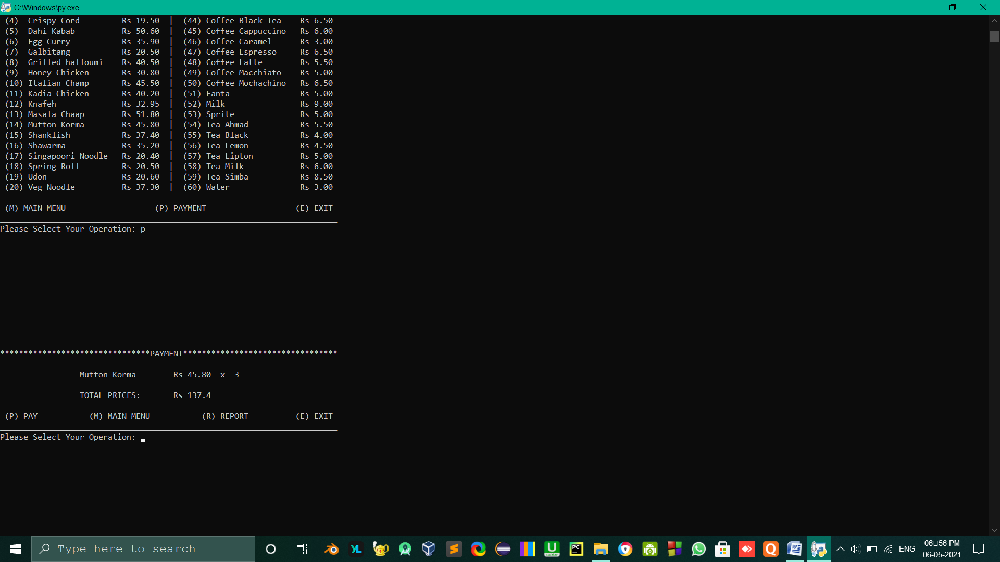 C:\Windows\py.exe
(4)  Crispy Cord         Rs 19.50  |  (44) Coffee Black Tea    Rs 6.50
(5)  Dahi Kabab          Rs 50.60  |  (45) Coffee Cappuccino   Rs 6.00
(6)  Egg Curry           Rs 35.90  |  (46) Coffee Caramel      Rs 3.00
(7)  Galbitang           Rs 20.50  |  (47) Coffee Espresso     Rs 6.50
(8)  Grilled halloumi    Rs 40.50  |  (48) Coffee Latte        Rs 5.50
(9)  Honey Chicken       Rs 30.80  |  (49) Coffee Macchiato    Rs 5.00
(10) Italian Champ       Rs 45.50  |  (50) Coffee Mochachino   Rs 6.50
(11) Kadia Chicken       Rs 40.20  |  (51) Fanta               Rs 5.00
(12) Knafeh              Rs 32.95  |  (52) Milk                Rs 9.00
(13) Masala Chaap        Rs 51.80  |  (53) Sprite              Rs 5.00
(14) Mutton Korma        Rs 45.80  |  (54) Tea Ahmad           Rs 5.50
(15) Shanklish           Rs 37.40  |  (55) Tea Black           Rs 4.00
(16) Shawarma            Rs 35.20  |  (56) Tea Lemon           Rs 4.50
(17) Singapoori Noodle   Rs 20.40  |  (57) Tea Lipton          Rs 5.00
(18) Spring Roll         Rs 20.50  |  (58) Tea Milk            Rs 6.00
(19) Udon                Rs 20.60  |  (59) Tea Simba           Rs 8.50
(20) Veg Noodle          Rs 37.30  |  (60) Water               Rs 3.00
(M) MAIN MENU                   (P) PAYMENT                   (E) EXIT
Please Select Your Operation: p
********************************PAYMENT*********************************
Mutton Korma        Rs 45.80  x  3
TOTAL PRICES:       Rs 137.4
(P) PAY           (M) MAIN MENU           (R) REPORT          (E) EXIT
Please Select Your Operation:
Type here to search
YL
U
PC
Q
W
ENG
06□56 PM
06-05-2021